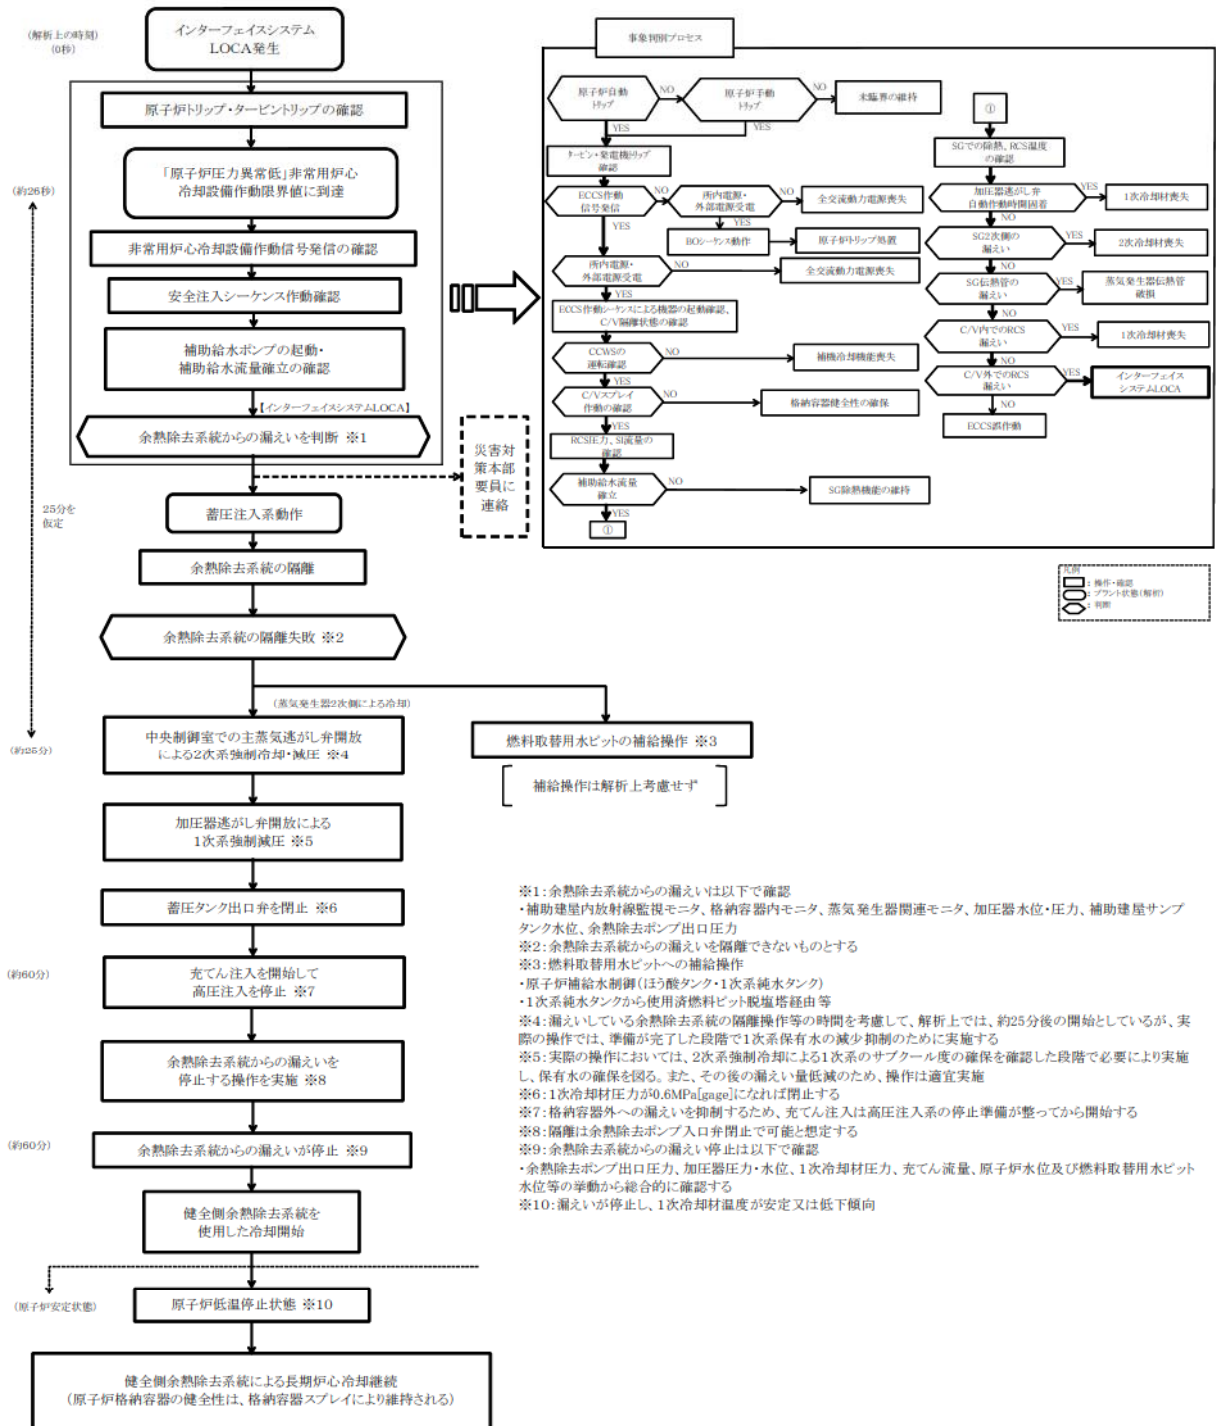 (解析上の時刻)
(0秒)
インターフェイスシステム
LOCA発生
原子炉トリップ・タービントリップの確認
「原子炉圧力異常低」非常用炉心
冷却設備作動限界値に到達
(約26秒)
非常用炉心冷却設備作動信号発信の確認
安全注入シーケンス作動確認
補助給水ポンプの起動・
補助給水流量確立の確認
【インターフェイスシステムLOCA】
余熱除去系統からの漏えいを判断 ※1
災害対
策本部
要員に
連絡
25分を
仮定
蓄圧注入系動作
余熱除去系統の隔離
余熱除去系統の隔離失敗 ※2
(蒸気発生器2次側による冷却)
(約25分)
中央制御室での主蒸気逃がし弁開放
による2次系強制冷却・減圧 ※4
燃料取替用水ピットの補給操作 ※3
補給操作は解析上考慮せず
加圧器逃がし弁開放による
1次系強制減圧 ※5
蓄圧タンク出口弁を閉止 ※6
(約60分)
充てん注入を開始して
高圧注入を停止 ※7
余熱除去系統からの漏えいを
停止する操作を実施 ※8
(約60分)
余熱除去系統からの漏えいが停止 ※9
健全側余熱除去系統を
使用した冷却開始
(原子炉安定状態)
原子炉低温停止状態 ※10
健全側余熱除去系統による長期炉心冷却継続
(原子炉格納容器の健全性は、格納容器スプレイにより維持される)
事象判別プロセス
原子炉自動
トリップ
NO
原子炉手動
トリップ
NO
未臨界の維持
YES
YES
タービン・発電機トリップ
確認
ECCS作動
信号発信
NO
所内電源・
外部電源受電
NO
全交流動力電源喪失
YES
YES
BOシーケンス動作
原子炉トリップ処置
所内電源・
外部電源受電
NO
全交流動力電源喪失
YES
ECCS作動シーケンスによる機器の起動確認、
C/V隔離状態の確認
CCWSの
運転確認
NO
補機冷却機能喪失
YES
C/Vスプレイ
作動の確認
NO
格納容器健全性の確保
YES
RCS圧力、SI流量の
確認
補助給水流量
確立
NO
SG除熱機能の維持
YES
①
①
SGでの除熱、RCS温度
の確認
加圧器逃がし弁
自動作動時開固着
YES
1次冷却材喪失
NO
SG2次側の
漏えい
YES
2次冷却材喪失
NO
SG伝熱管の
漏えい
YES
蒸気発生器伝熱管
破損
NO
C/V内でのRCS
漏えい
YES
1次冷却材喪失
NO
C/V外でのRCS
漏えい
YES
インターフェイス
システムLOCA
NO
ECCS誤作動
凡例
: 操作・確認
: プラント状態(解析)
: 判断
※1:余熱除去系統からの漏えいは以下で確認
・補助建屋内放射線監視モニタ、格納容器内モニタ、蒸気発生器関連モニタ、加圧器水位・圧力、補助建屋サンプ
タンク水位、余熱除去ポンプ出口圧力
※2:余熱除去系統からの漏えいを隔離できないものとする
※3:燃料取替用水ピットへの補給操作
・原子炉補給水制御(ほう酸タンク・1次系純水タンク)
・1次系純水タンクから使用済燃料ピット脱塩塔経由等
※4:漏えいしている余熱除去系統の隔離操作等の時間を考慮して、解析上では、約25分後の開始としているが、実
際の操作では、準備が完了した段階で1次系保有水の減少抑制のために実施する
※5:実際の操作においては、2次系強制冷却による1次系のサブクール度の確保を確認した段階で必要により実施
し、保有水の確保を図る。また、その後の漏えい量低減のため、操作は適宜実施
※6:1次冷却材圧力が0.6MPa[gage]になれば閉止する
※7:格納容器外への漏えいを抑制するため、充てん注入は高圧注入系の停止準備が整ってから開始する
※8:隔離は余熱除去ポンプ入口弁閉止で可能と想定する
※9:余熱除去系統からの漏えい停止は以下で確認
・余熱除去ポンプ出口圧力、加圧器圧力・水位、1次冷却材圧力、充てん流量、原子炉水位及び燃料取替用水ピット
水位等の挙動から総合的に確認する
※10:漏えいが停止し、1次冷却材温度が安定又は低下傾向